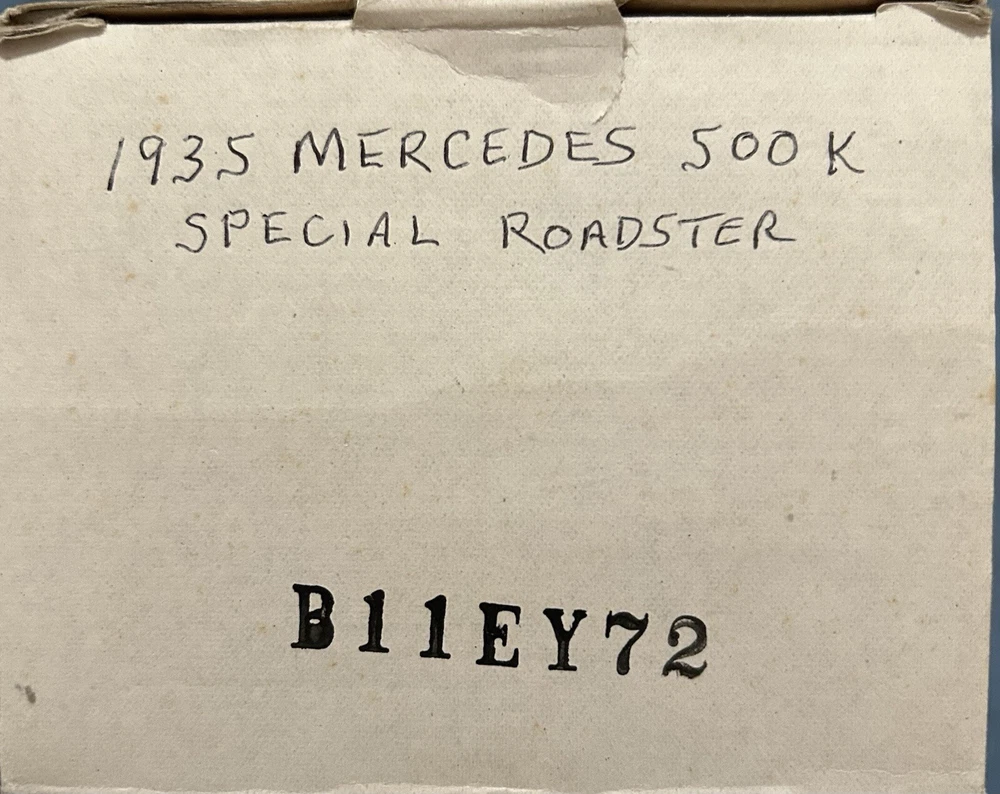 1935 MERCEDES 500K
SPECIAL ROADSTER
B11EY72